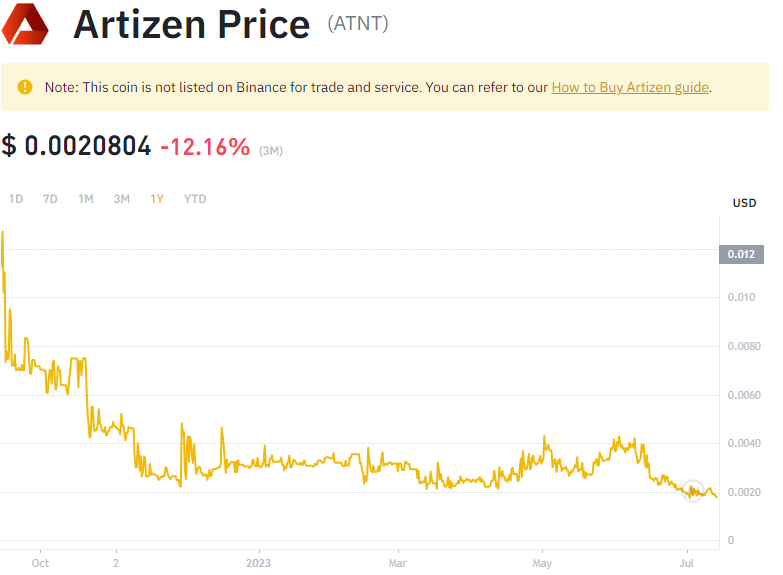 Artizen Price (ATNT)
Note: This coin is not listed on Binance for trade and service. You can refer to our How to Buy Artizen guide.
$ 0.0020804 -12.16% (3M)
1D 7D 1M 3M 1Y YTD
USD
0.012
0.010
0.0080
0.0060
0.0040
0.0020
0
Oct 2 2023 Mar May Jul